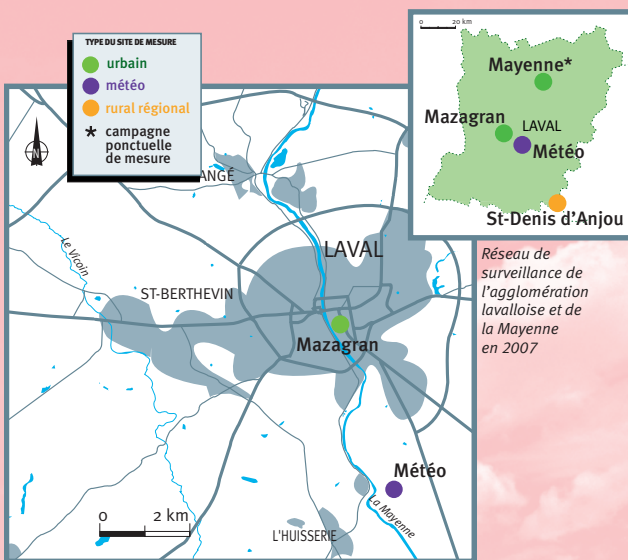 TYPE DU SITE DE MESURE
urbain
météo
rural régional
* campagne
ponctuelle
de mesure
N
ANGÉ
Le Vicoin
LAVAL
ST-BERTHEVIN
Mazagran
Météo
La Mayenne
L'HUISSERIE
0 2 km
0 20 km
Mayenne*
Mazagran
LAVAL
Météo
St-Denis d'Anjou
Réseau de
surveillance de
l'agglomération
lavalloise et de
la Mayenne
en 2007